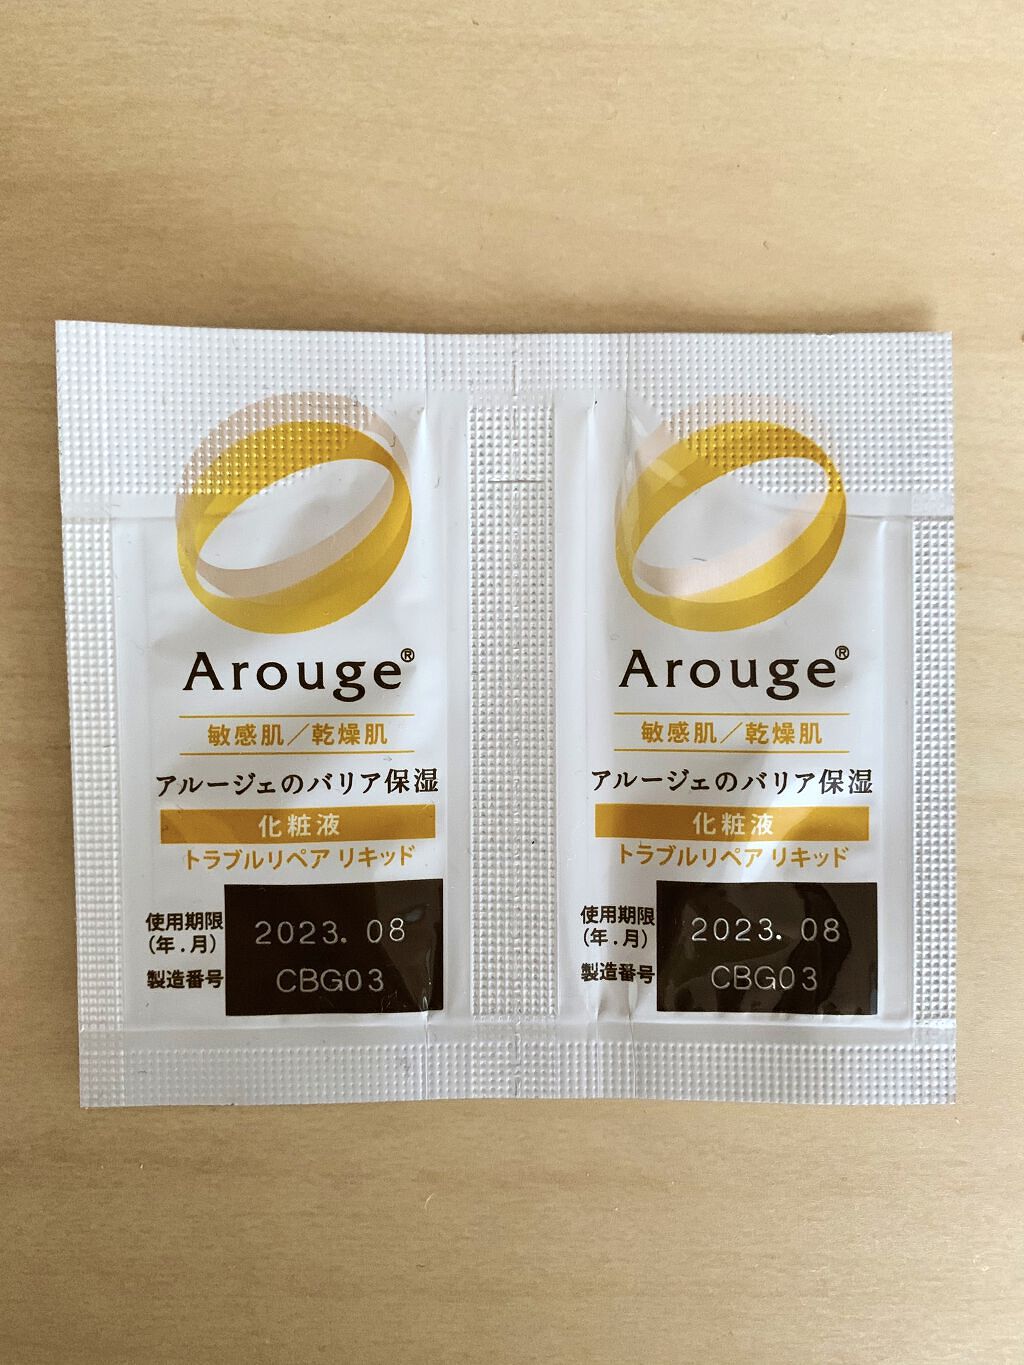 Arouge®
敏感肌／乾燥肌
アルージェのバリア保湿
化粧液
トラブルリペア リキッド
使用期限
(年.月)
2023. 08
製造番号
CBG03
Arouge®
敏感肌／乾燥肌
アルージェのバリア保湿
化粧液
トラブルリペア リキッド
使用期限
(年.月)
2023. 08
製造番号
CBG03